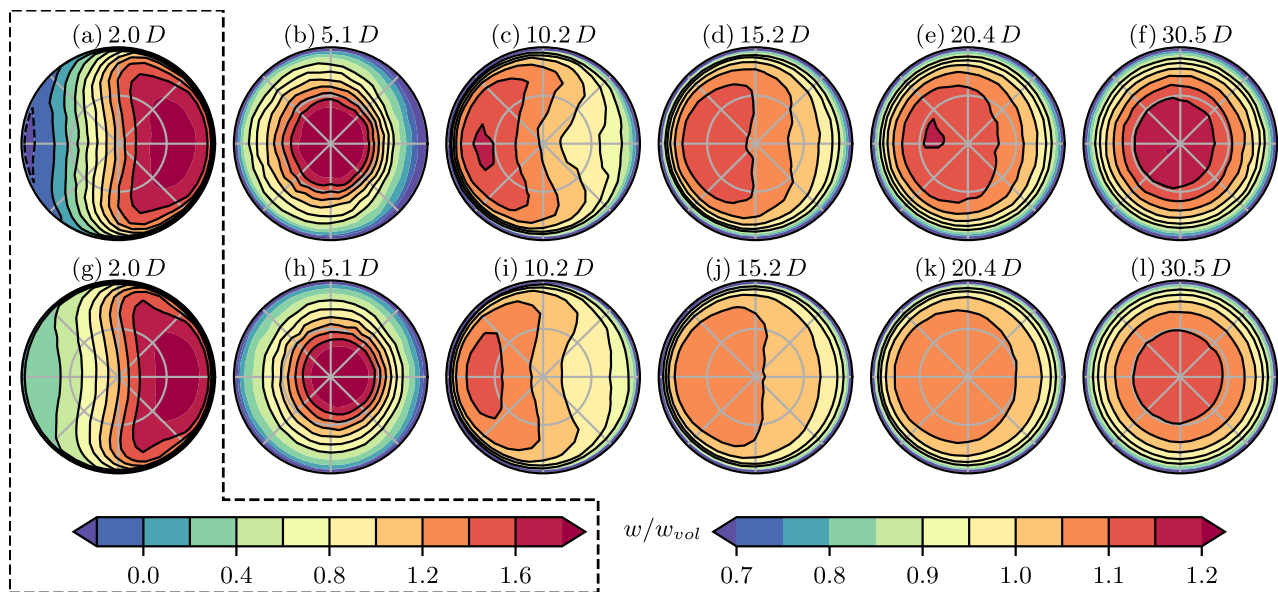 (a) 2.0 D (b) 5.1 D (c) 10.2 D (d) 15.2 D (e) 20.4 D (f) 30.5 D
(g) 2.0 D (h) 5.1 D (i) 10.2 D (j) 15.2 D (k) 20.4 D (l) 30.5 D
w/w_vol
0.0 0.4 0.8 1.2 1.6 0.7 0.8 0.9 1.0 1.1 1.2